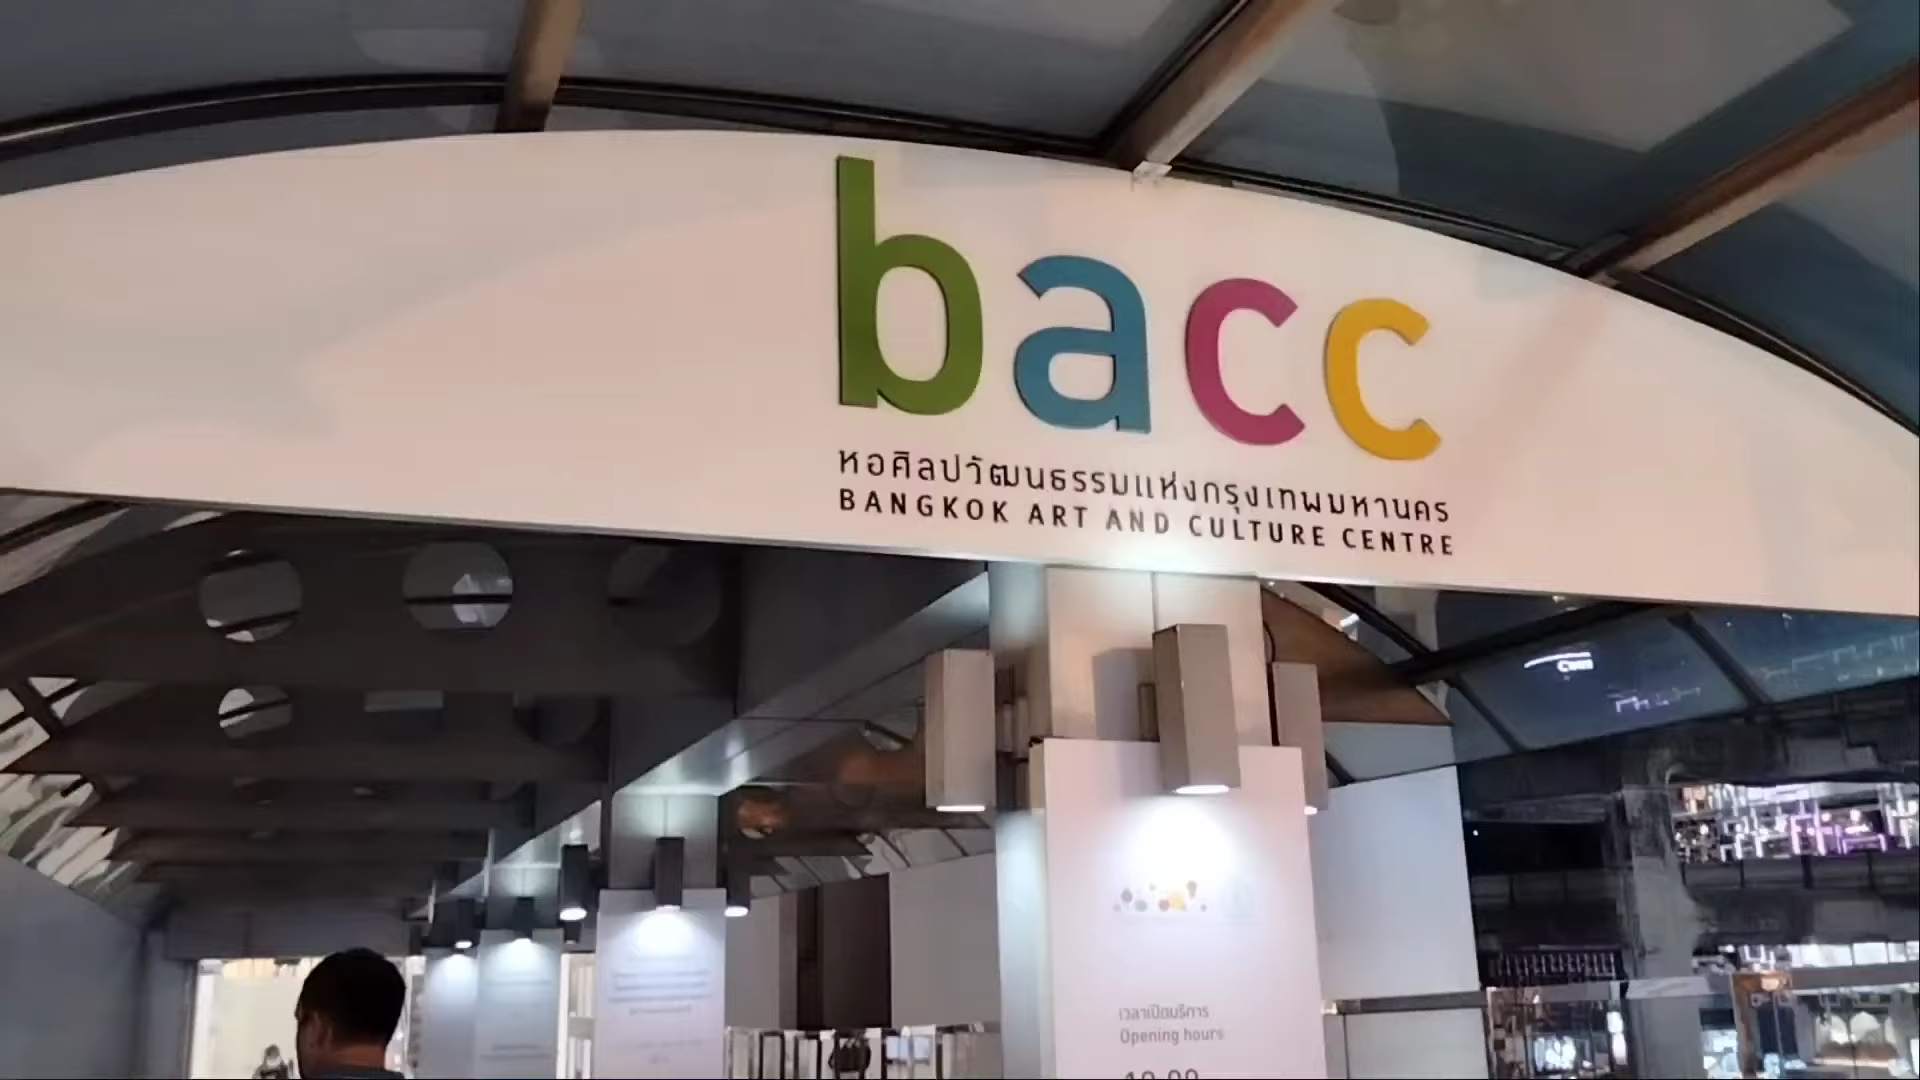 bacc
หอศิลปวัฒนธรรมแห่งกรุงเทพมหานคร
BANGKOK ART AND CULTURE CENTRE
เวลาเปิดบริการ
Opening hours